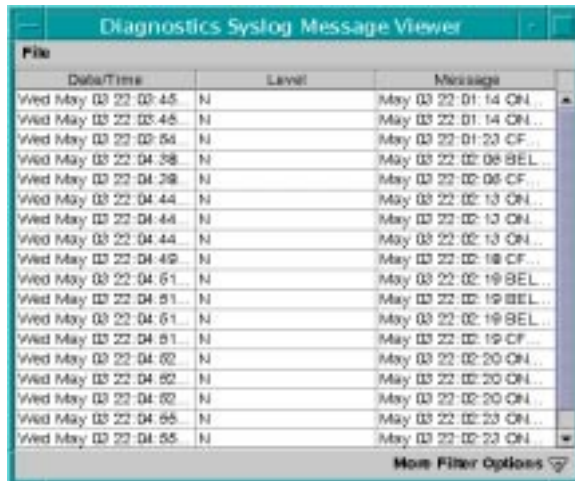 Diagnostics Syslog Message Viewer
File
Date/Time Level Message
Wed May 03 22:03:45... N May 03 22:01:14 ON...
Wed May 03 22:03:46... N May 03 22:01:14 ON...
Wed May 03 22:03:54... N May 03 22:01:23 CF...
Wed May 03 22:04:38... N May 03 22:02:06 BEL...
Wed May 03 22:04:38... N May 03 22:02:06 CF...
Wed May 03 22:04:44... N May 03 22:02:13 ON...
Wed May 03 22:04:44... N May 03 22:02:13 ON...
Wed May 03 22:04:44... N May 03 22:02:13 ON...
Wed May 03 22:04:49... N May 03 22:02:18 CF...
Wed May 03 22:04:51... N May 03 22:02:19 BEL...
Wed May 03 22:04:51... N May 03 22:02:19 BEL...
Wed May 03 22:04:51... N May 03 22:02:19 BEL...
Wed May 03 22:04:51... N May 03 22:02:19 CF...
Wed May 03 22:04:52... N May 03 22:02:20 ON...
Wed May 03 22:04:52... N May 03 22:02:20 ON...
Wed May 03 22:04:52... N May 03 22:02:20 ON...
Wed May 03 22:04:55... N May 03 22:02:23 ON...
Wed May 03 22:04:55... N May 03 22:02:23 ON...
More Filter Options